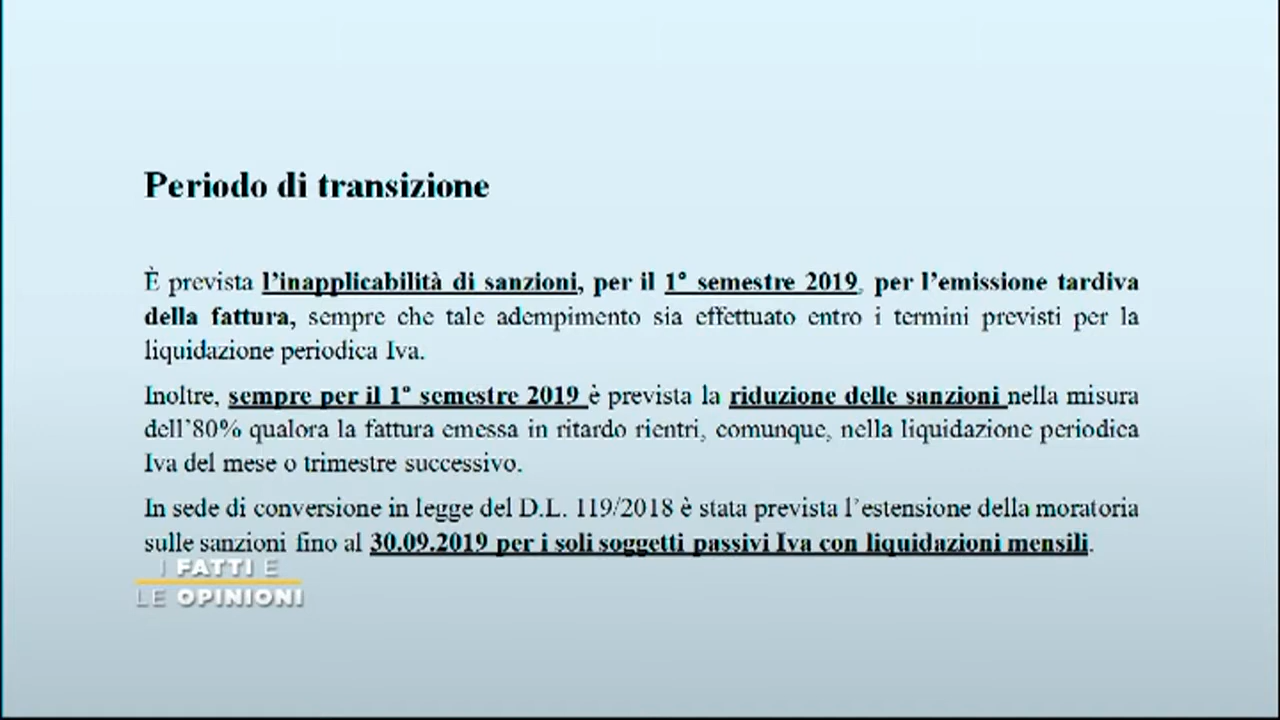 Periodo di transizione
È prevista l'inapplicabilità di sanzioni, per il 1° semestre 2019, per l'emissione tardiva
della fattura, sempre che tale adempimento sia effettuato entro i termini previsti per la
liquidazione periodica Iva.
Inoltre, sempre per il 1° semestre 2019 è prevista la riduzione delle sanzioni nella misura
dell'80% qualora la fattura emessa in ritardo rientri, comunque, nella liquidazione periodica
Iva del mese o trimestre successivo.
In sede di conversione in legge del D.L. 119/2018 è stata prevista l'estensione della moratoria
sulle sanzioni fino al 30.09.2019 per i soli soggetti passivi Iva con liquidazioni mensili.
I FATTI E
LE OPINIONI